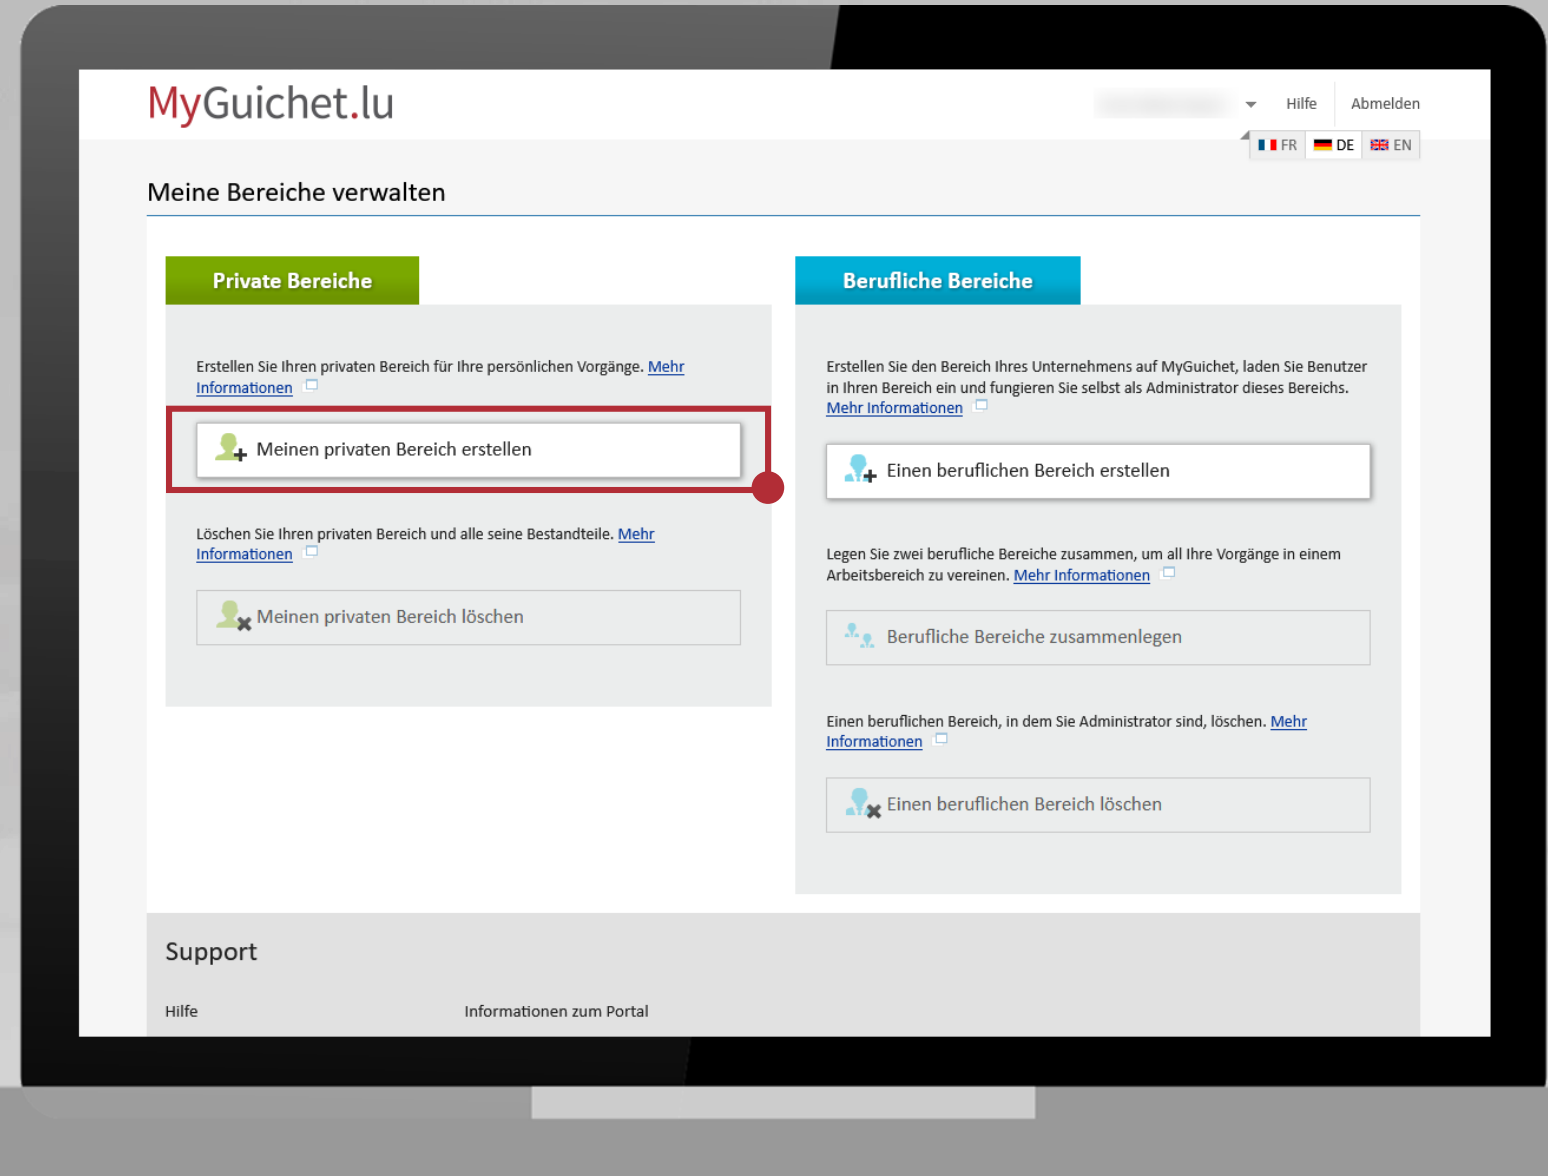 MyGuichet.lu
Hilfe
Abmelden
FR
DE
EN
Meine Bereiche verwalten
Private Bereiche
Erstellen Sie Ihren privaten Bereich für Ihre persönlichen Vorgänge. Mehr
Informationen
Meinen privaten Bereich erstellen
Löschen Sie Ihren privaten Bereich und alle seine Bestandteile. Mehr
Informationen
Meinen privaten Bereich löschen
Berufliche Bereiche
Erstellen Sie den Bereich Ihres Unternehmens auf MyGuichet, laden Sie Benutzer
in Ihren Bereich ein und fungieren Sie selbst als Administrator dieses Bereichs.
Mehr Informationen
Einen beruflichen Bereich erstellen
Legen Sie zwei berufliche Bereiche zusammen, um all Ihre Vorgänge in einem
Arbeitsbereich zu vereinen. Mehr Informationen
Berufliche Bereiche zusammenlegen
Einen beruflichen Bereich, in dem Sie Administrator sind, löschen. Mehr
Informationen
Einen beruflichen Bereich löschen
Support
Hilfe
Informationen zum Portal